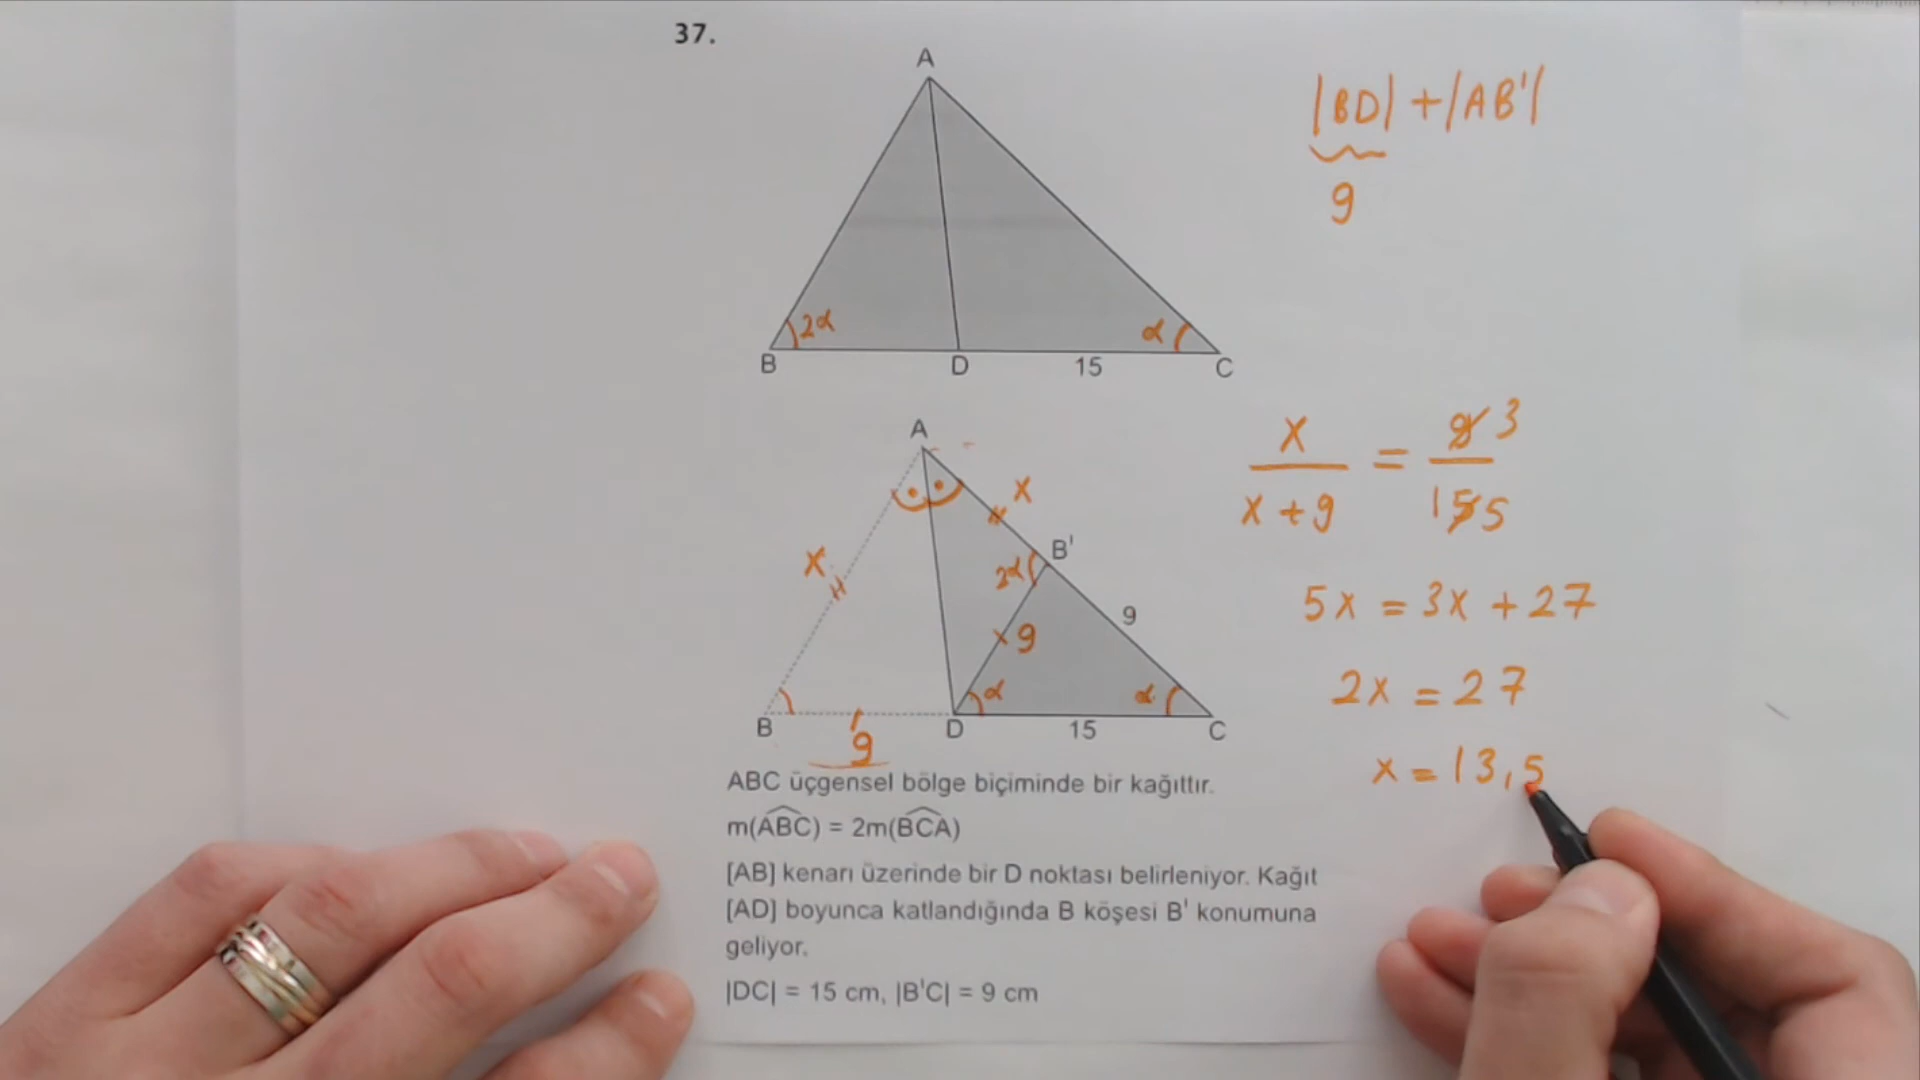 37.
A
|BD| + |AB'|
9
2α
α
B
D
15
C
A
x
x
B'
2α
9
9
α
α
B
D
15
C
9
x / x + 9 = 9 3 / 15 5
5x = 3x + 27
2x = 27
x = 13,5
ABC üçgensel bölge biçiminde bir kağıttır.
m(ABC) = 2m(BCA)
[AB] kenarı üzerinde bir D noktası belirleniyor. Kağıt
[AD] boyunca katlandığında B köşesi B' konumuna
geliyor.
|DC| = 15 cm, |B'C| = 9 cm